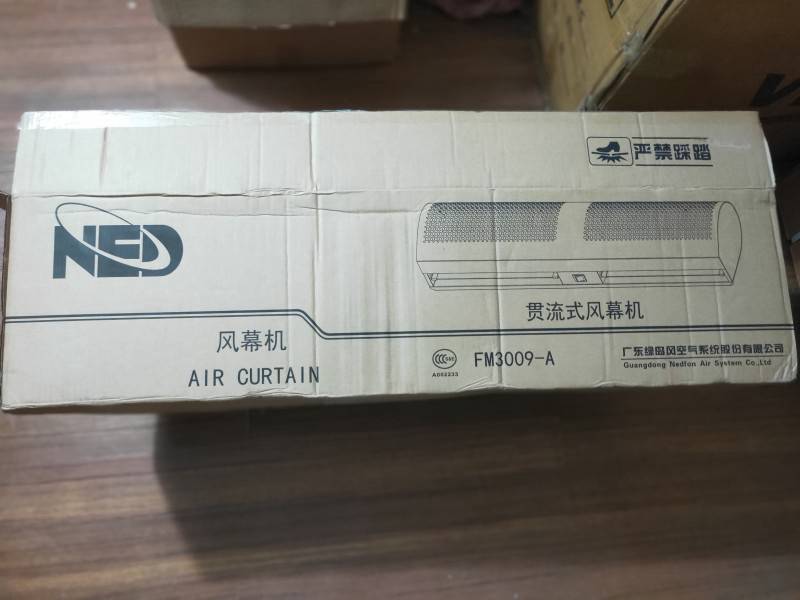 严禁踩踏
NED
贯流式风幕机
风幕机
AIR CURTAIN
FM3009-A
A052233
广东绿岛风空气系统股份有限公司
Guangdong Nedfon Air System Co.,Ltd